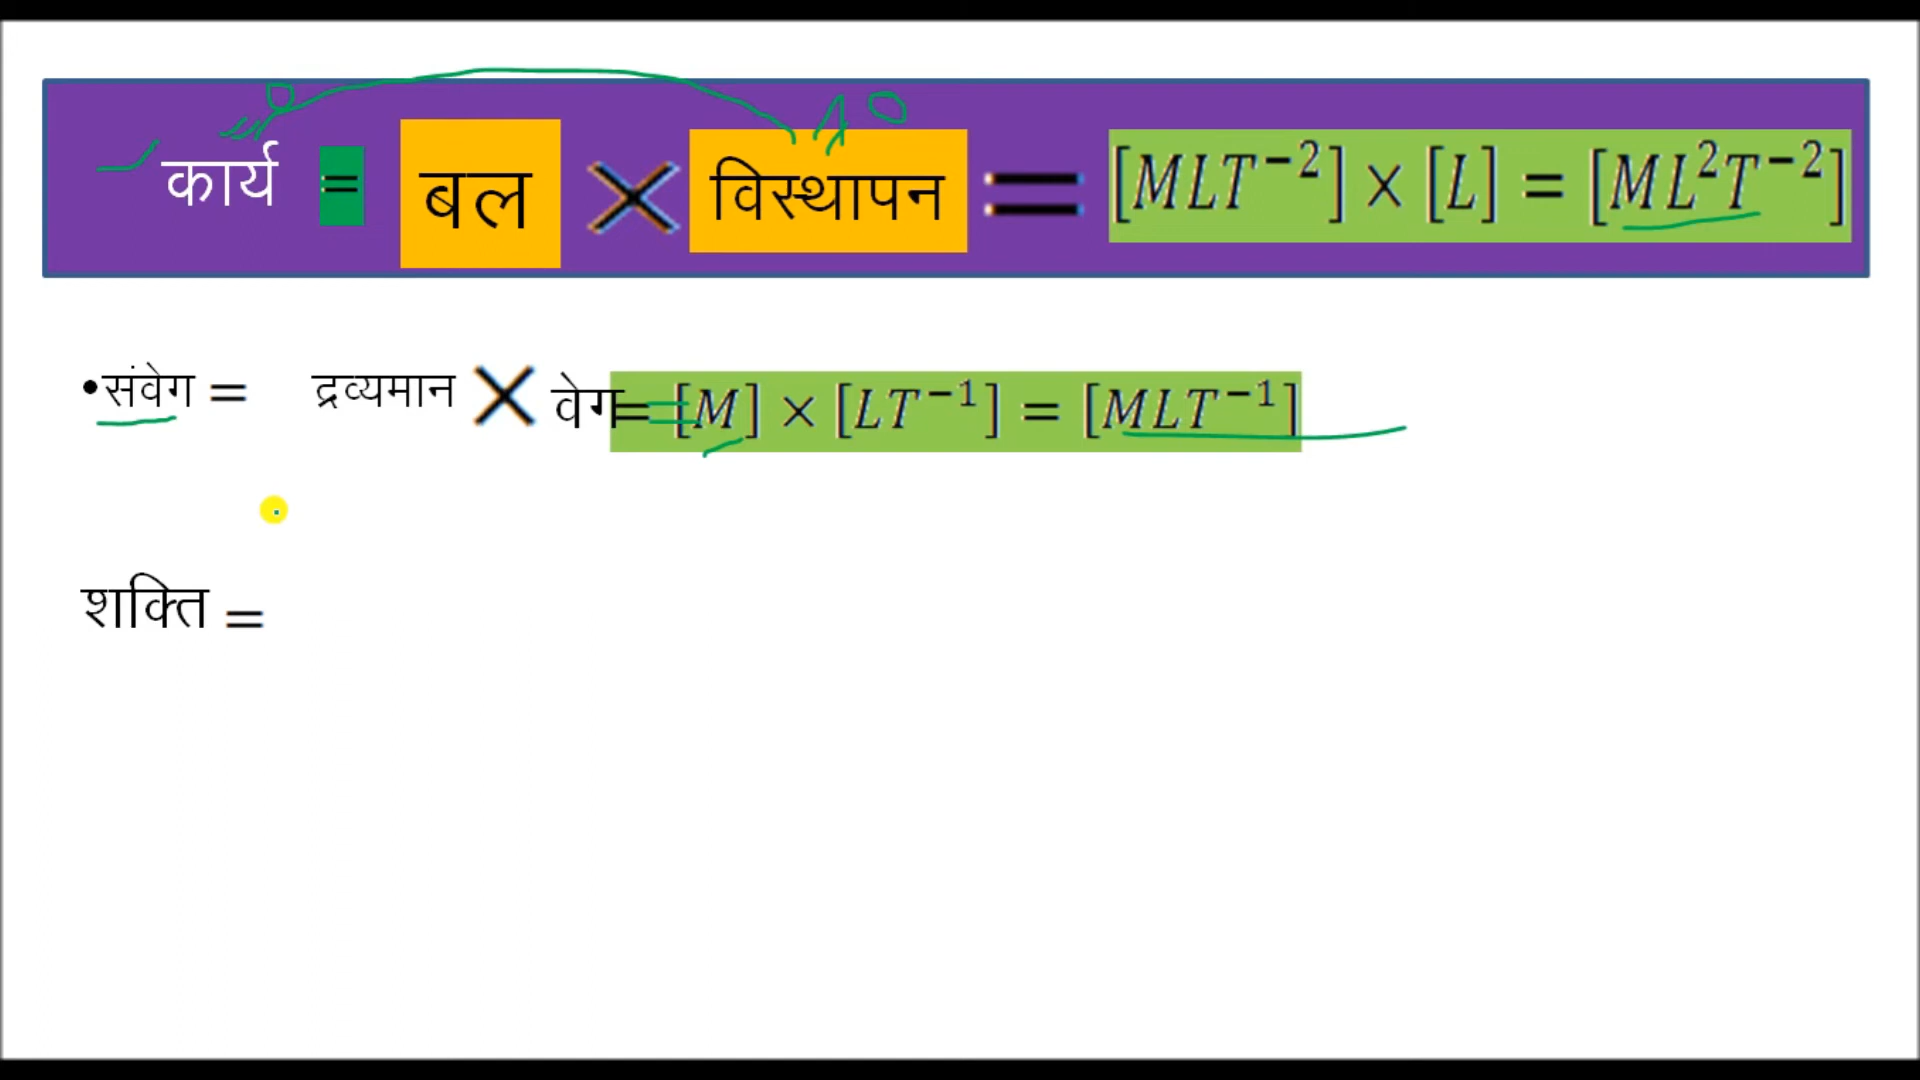 कार्य = बल × विस्थापन = [MLT⁻²] × [L] = [ML²T⁻²]
•संवेग = द्रव्यमान × वेग = [M] × [LT⁻¹] = [MLT⁻¹]
शक्ति =